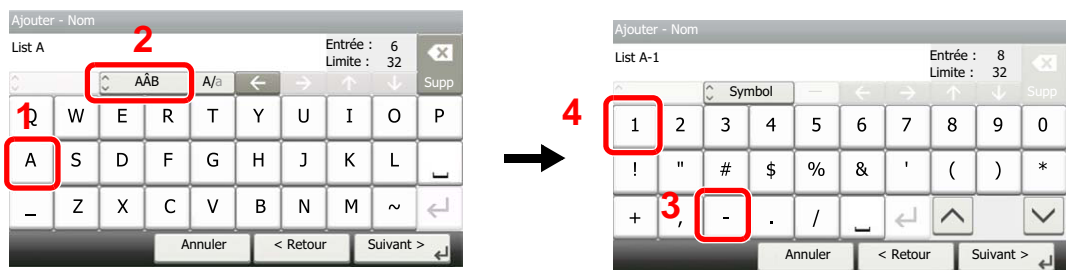 Ajouter - Nom
2
List A
Entrée : 6
Limite : 32
AÂB A/a ← → ↑ ↓ Supp
1
Q W E R T Y U I O P
A S D F G H J K L
_ Z X C V B N M ~
Annuler < Retour Suivant >
Ajouter - Nom
List A-1
Entrée : 8
Limite : 32
Symbol ← → ↑ ↓ Supp
4
1 2 3 4 5 6 7 8 9 0
! " # $ % & ' ( ) *
3
+ , - . /
Annuler < Retour Suivant >